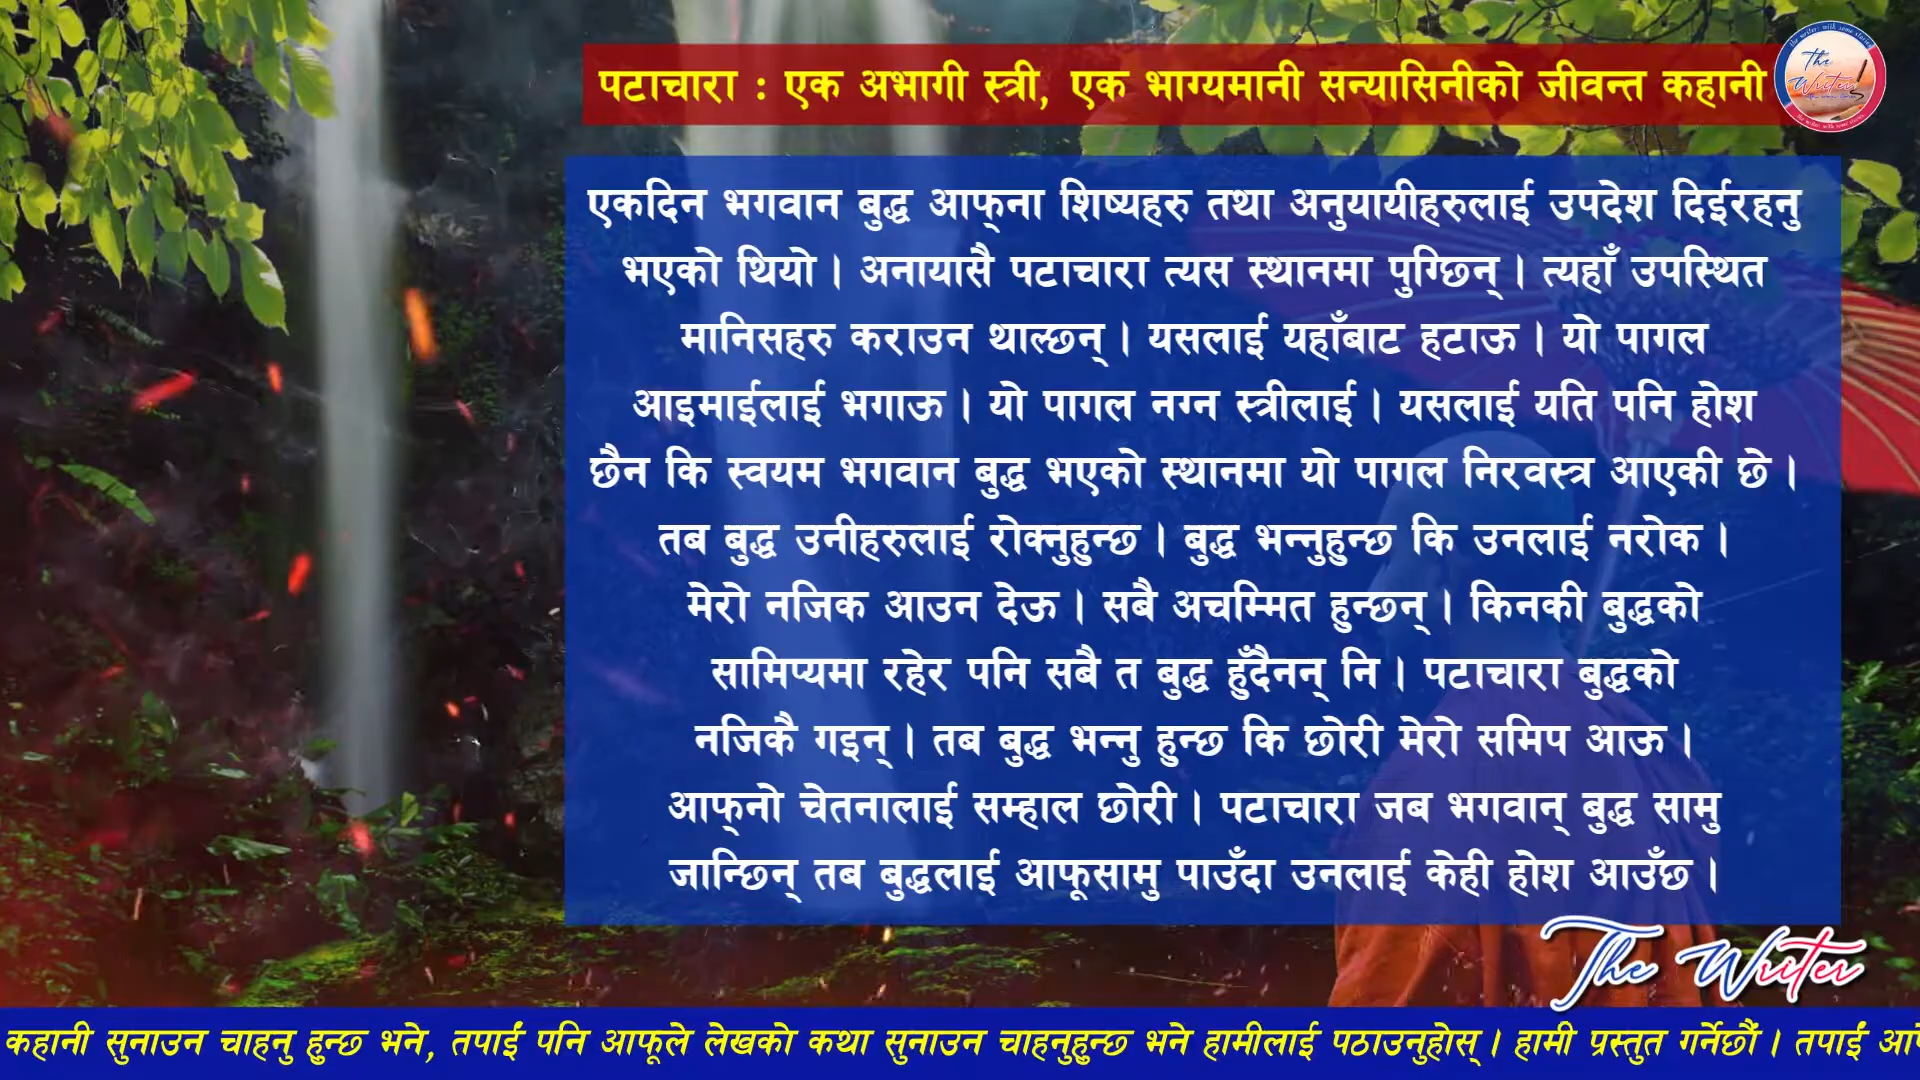 पटाचारा : एक अभागी स्त्री, एक भाग्यमानी सन्यासिनीको जीवन्त कहानी
The Writer
एकदिन भगवान बुद्ध आफ्‌ना शिष्यहरु तथा अनुयायीहरुलाई उपदेश दिईरहनु
भएको थियो । अनायासै पटाचारा त्यस स्थानमा पुग्छिन् । त्यहाँ उपस्थित
मानिसहरु कराउन थाल्छन् । यसलाई यहाँबाट हटाऊ । यो पागल
आइमाईलाई भगाऊ । यो पागल नग्न स्त्रीलाई । यसलाई यति पनि होश
छैन कि स्वयम भगवान बुद्ध भएको स्थानमा यो पागल निरवस्त्र आएकी छे ।
तब बुद्ध उनीहरुलाई रोक्नुहुन्छ । बुद्ध भन्नुहुन्छ कि उनलाई नरोक ।
मेरो नजिक आउन देऊ । सबै अचम्मित हुन्छन् । किनकी बुद्धको
सामिप्यमा रहेर पनि सबै त बुद्ध हुँदैनन् नि । पटाचारा बुद्धको
नजिकै गइन् । तब बुद्ध भन्नु हुन्छ कि छोरी मेरो समिप आऊ ।
आफ्‌नो चेतनालाई सम्हाल छोरी । पटाचारा जब भगवान् बुद्ध सामु
जान्छिन् तब बुद्धलाई आफूसामु पाउँदा उनलाई केही होश आउँछ ।
The Writer
कहानी सुनाउन चाहनु हुन्छ भने, तपाईं पनि आफूले लेखको कथा सुनाउन चाहनुहुन्छ भने हामीलाई पठाउनुहोस् । हामी प्रस्तुत गर्नेछौं । तपाईं